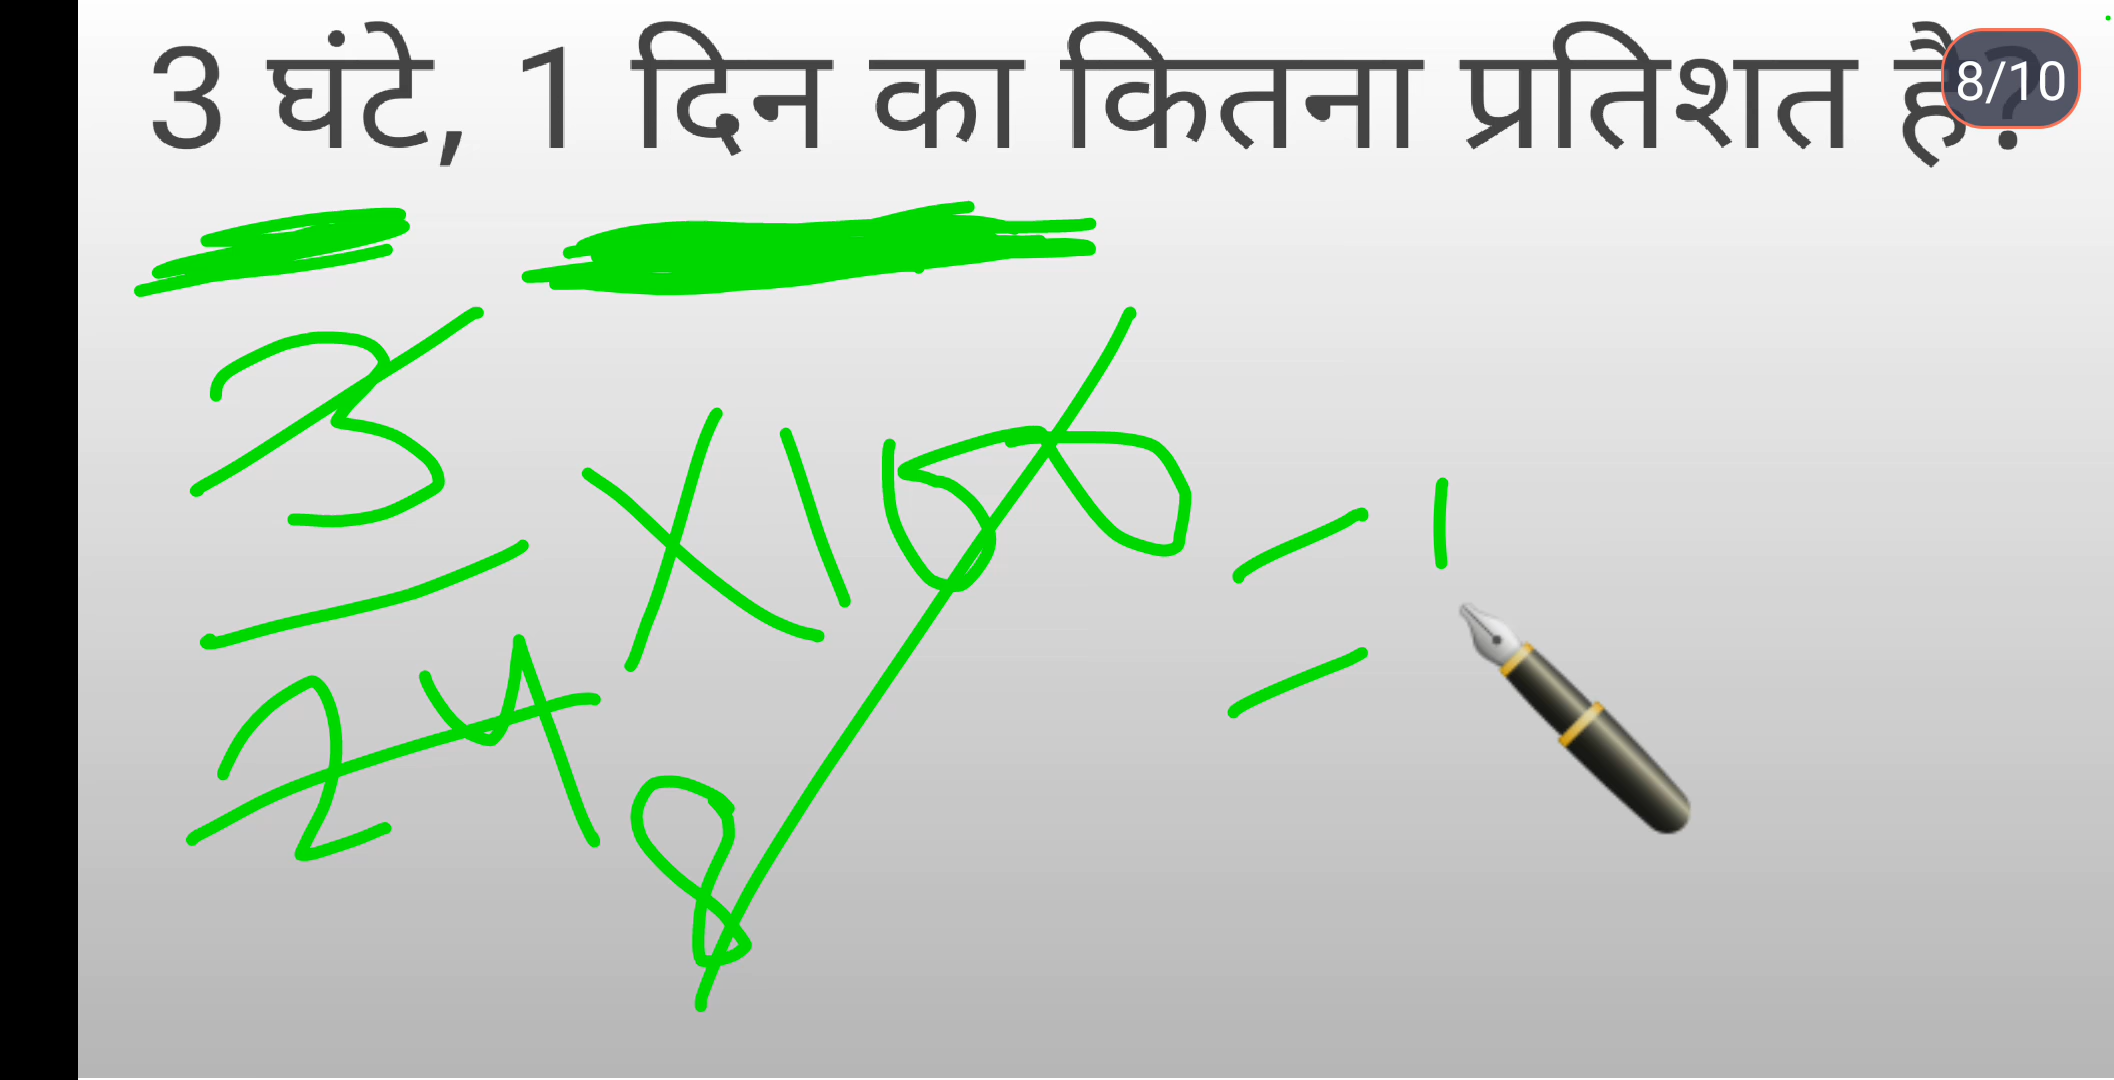 3 घंटे, 1 दिन का कितना प्रतिशत है?
8/10
3
24 × 100 = 1
8